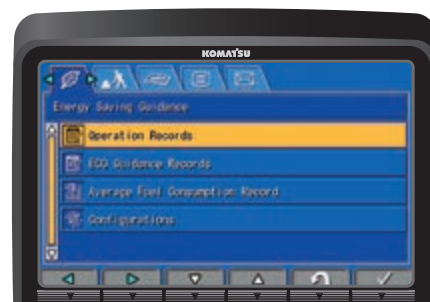 KOMATSU
Energy Saving Guidance
Operation Records
ECO Guidance Records
Average Fuel Consumption Record
Configurations